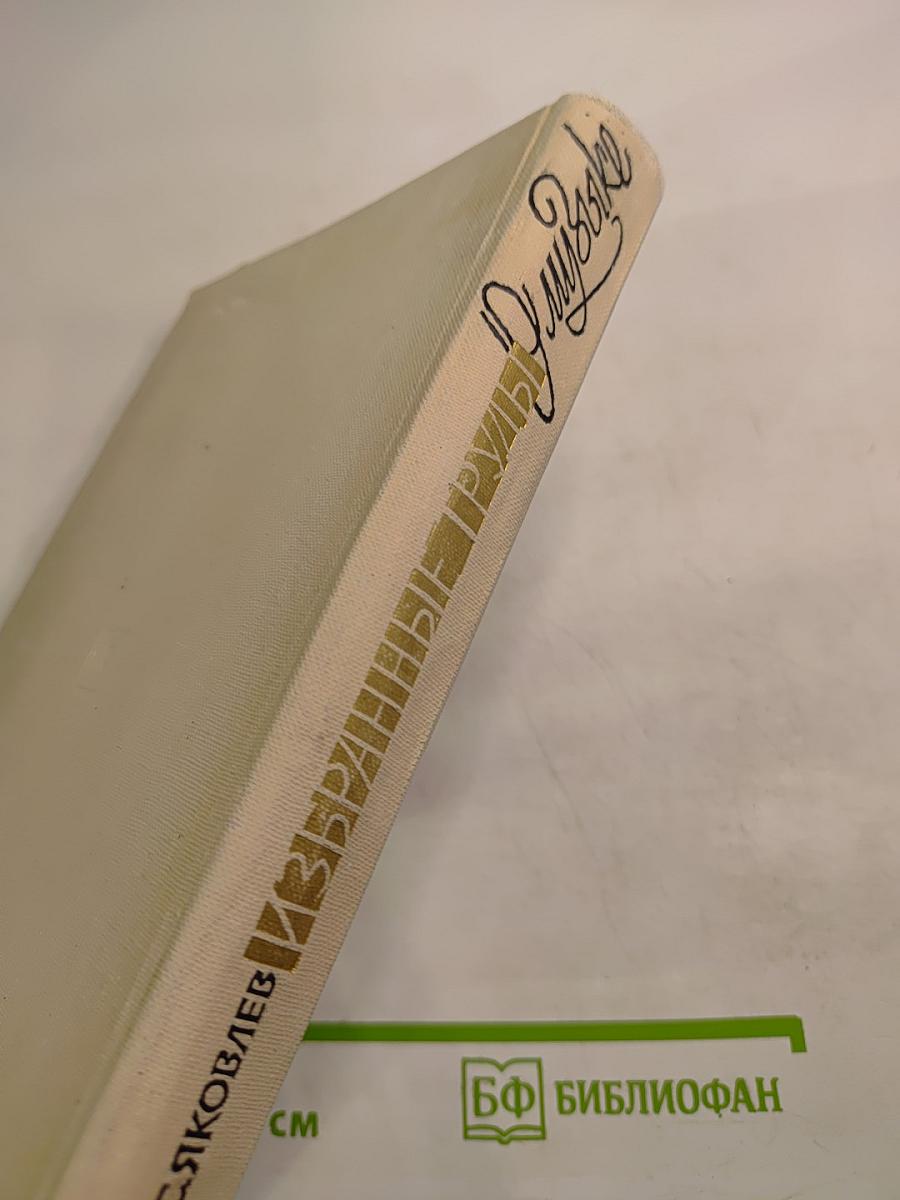 С. ЯКОВЛЕВ
ИЗБРАННЫЕ ТРУДЫ
О музыке
СМ
БФ БИБЛИОФАН